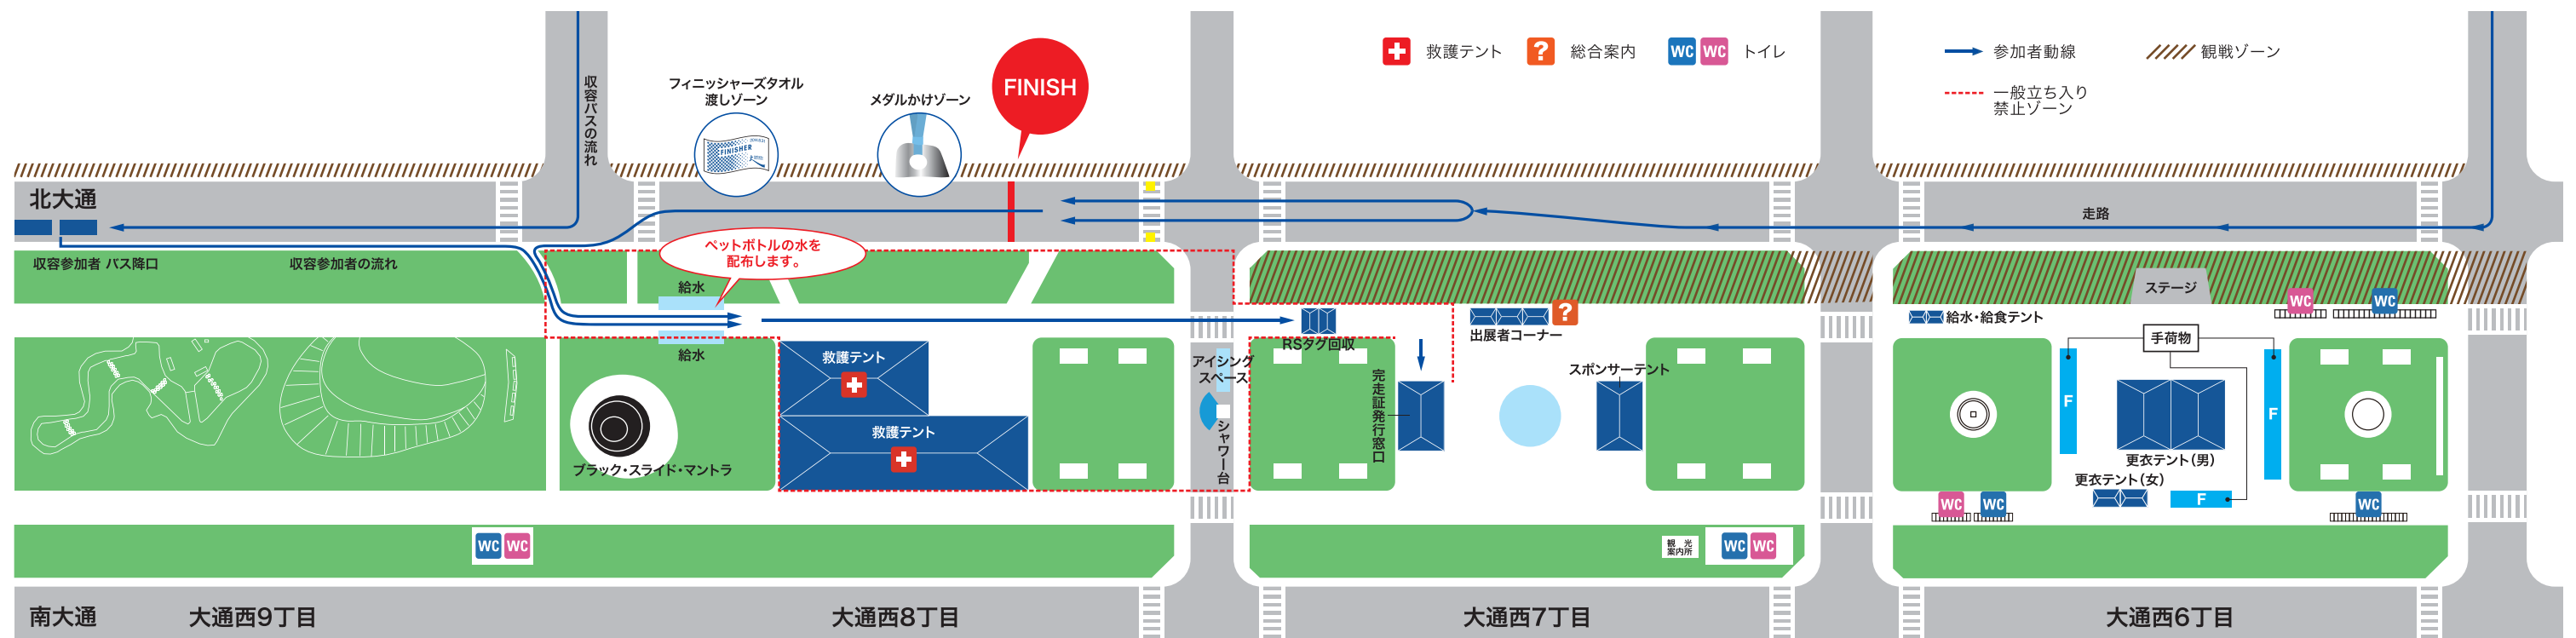 収容バスの流れ
フィニッシャーズタオル
渡しゾーン
FINISHER
メダルかけゾーン
FINISH
救護テント
?
総合案内
WC
WC
トイレ
参加者動線
観戦ゾーン
一般立ち入り
禁止ゾーン
北大通
走路
収容参加者 バス降口
収容参加者の流れ
ペットボトルの水を
配布します。
給水
給水
救護テント
救護テント
ブラック・スライド・マントラ
アイシング
スペース
シャワー台
RSタグ回収
完走証発行窓口
出展者コーナー
?
スポンサーテント
ステージ
給水・給食テント
手荷物
WC
WC
F
F
F
更衣テント(男)
更衣テント(女)
WC
WC
WC
WC
WC
観光
案内所
WC
WC
南大通
大通西9丁目
大通西8丁目
大通西7丁目
大通西6丁目